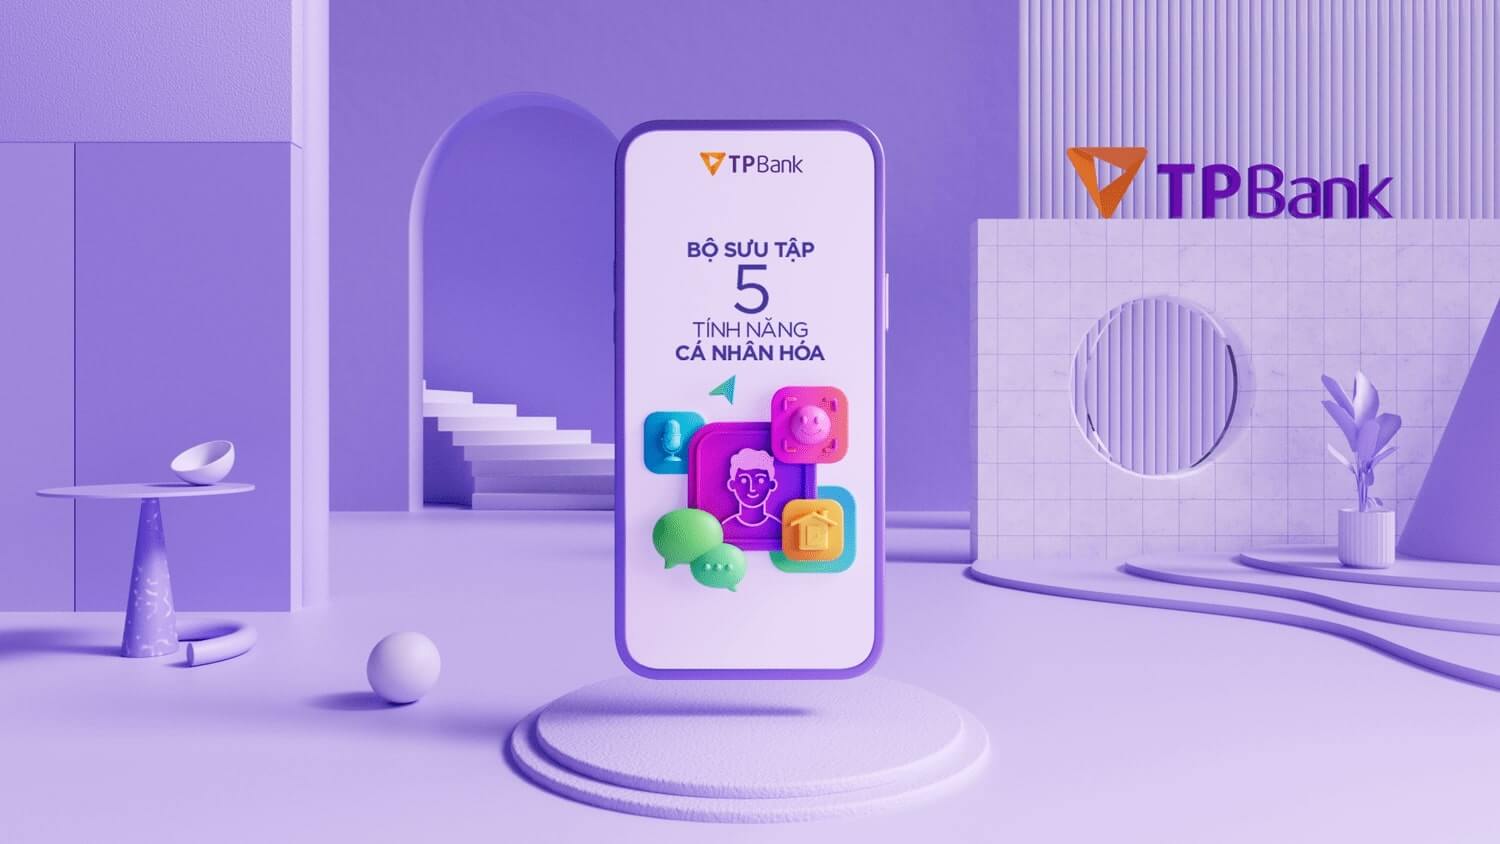 TPBank
BỘ SƯU TẬP
5
TÍNH NĂNG
CÁ NHÂN HÓA
TPBank